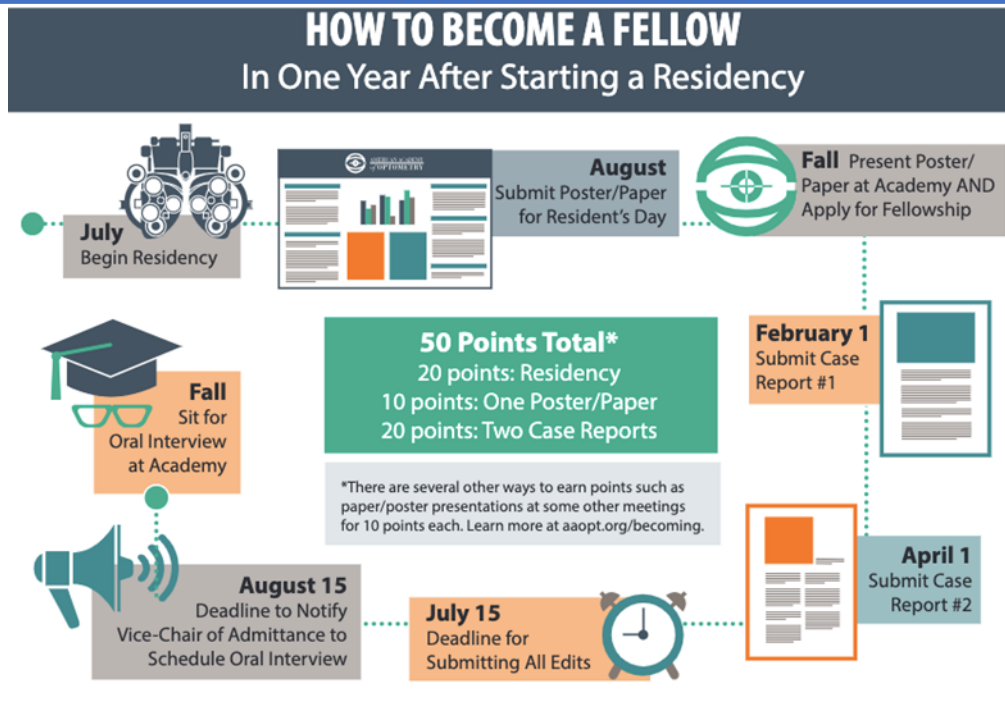 HOW TO BECOME A FELLOW
In One Year After Starting a Residency
July
Begin Residency
AMERICAN ACADEMY
of OPTOMETRY
August
Submit Poster/Paper
for Resident's Day
Fall Present Poster/
Paper at Academy AND
Apply for Fellowship
February 1
Submit Case
Report #1
April 1
Submit Case
Report #2
July 15
Deadline for
Submitting All Edits
August 15
Deadline to Notify
Vice-Chair of Admittance to
Schedule Oral Interview
Fall
Sit for
Oral Interview
at Academy
50 Points Total*
20 points: Residency
10 points: One Poster/Paper
20 points: Two Case Reports
*There are several other ways to earn points such as
paper/poster presentations at some other meetings
for 10 points each. Learn more at aaopt.org/becoming.